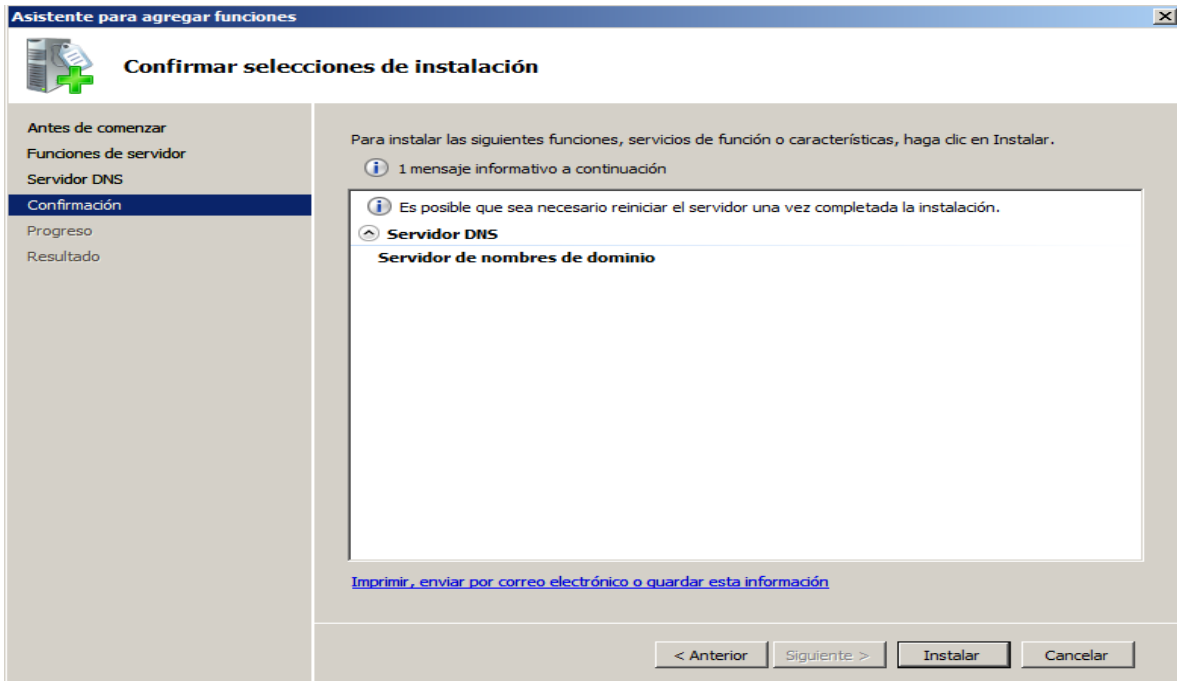 Asistente para agregar funciones
Confirmar selecciones de instalación
Antes de comenzar
Funciones de servidor
Servidor DNS
Confirmación
Progreso
Resultado
Para instalar las siguientes funciones, servicios de función o características, haga clic en Instalar.
1 mensaje informativo a continuación
Es posible que sea necesario reiniciar el servidor una vez completada la instalación.
Servidor DNS
Servidor de nombres de dominio
Imprimir, enviar por correo electrónico o guardar esta información
< Anterior
Siguiente >
Instalar
Cancelar